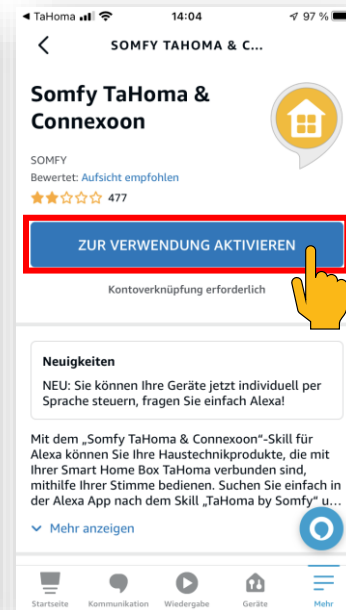 TaHoma 14:04 97 %
SOMFY TAHOMA & C...
Somfy TaHoma &
Connexoon
SOMFY
Bewertet: Aufsicht empfohlen
477
ZUR VERWENDUNG AKTIVIEREN
Kontoverknüpfung erforderlich
Neuigkeiten
NEU: Sie können Ihre Geräte jetzt individuell per
Sprache steuern, fragen Sie einfach Alexa!
Mit dem „Somfy TaHoma & Connexoon“-Skill für
Alexa können Sie Ihre Haustechnikprodukte, die mit
Ihrer Smart Home Box TaHoma verbunden sind,
mithilfe Ihrer Stimme bedienen. Suchen Sie einfach in
der Alexa App nach dem Skill „TaHoma by Somfy“ u...
Mehr anzeigen
Startseite Kommunikation Wiedergabe Geräte Mehr